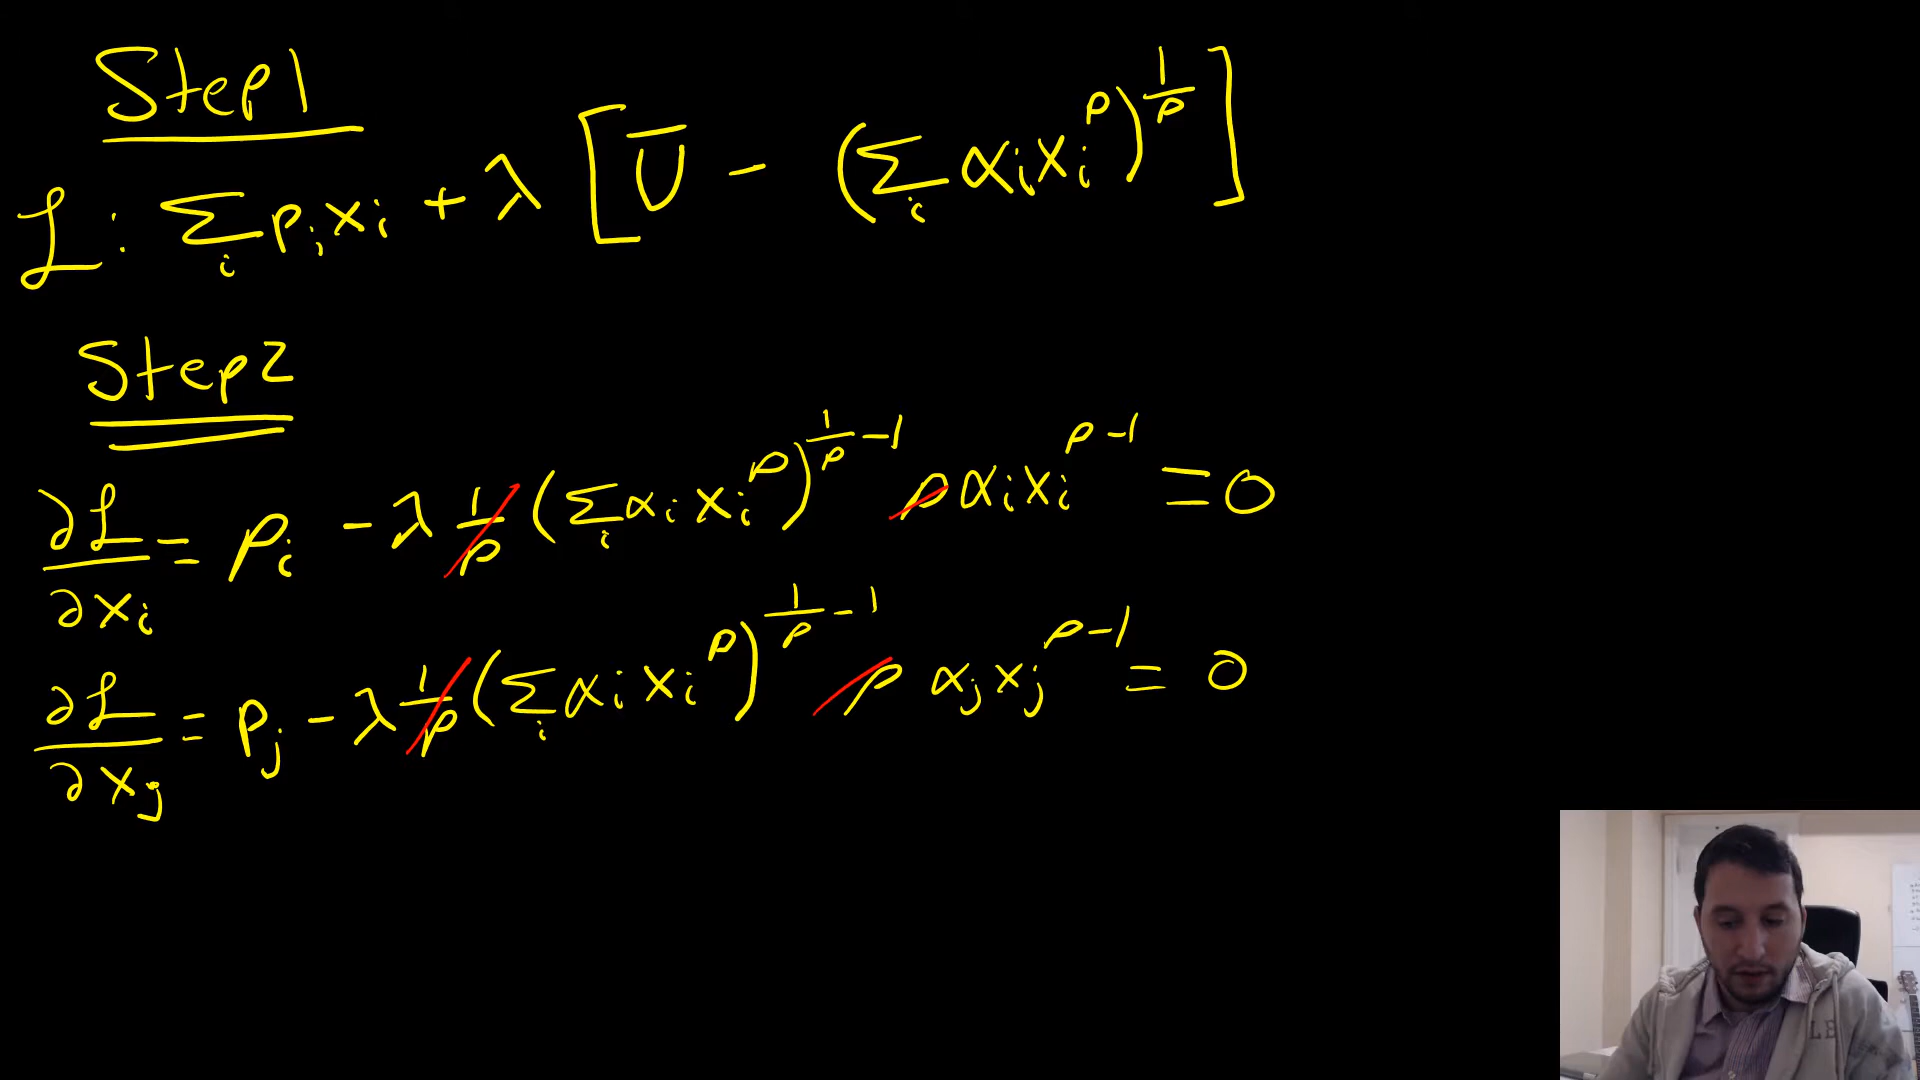 Step 1
ℒ: Σ_i p_i x_i + λ [ Ū − (Σ_i α_i x_i^ρ)^{1/ρ} ]
Step 2
∂ℒ/∂x_i = p_i − λ 1/ρ (Σ_i α_i x_i^ρ)^{1/ρ −1} ρ α_i x_i^{ρ−1} = 0
∂ℒ/∂x_j = p_j − λ 1/ρ (Σ_i α_i x_i^ρ)^{1/ρ −1} ρ α_j x_j^{ρ−1} = 0
LE